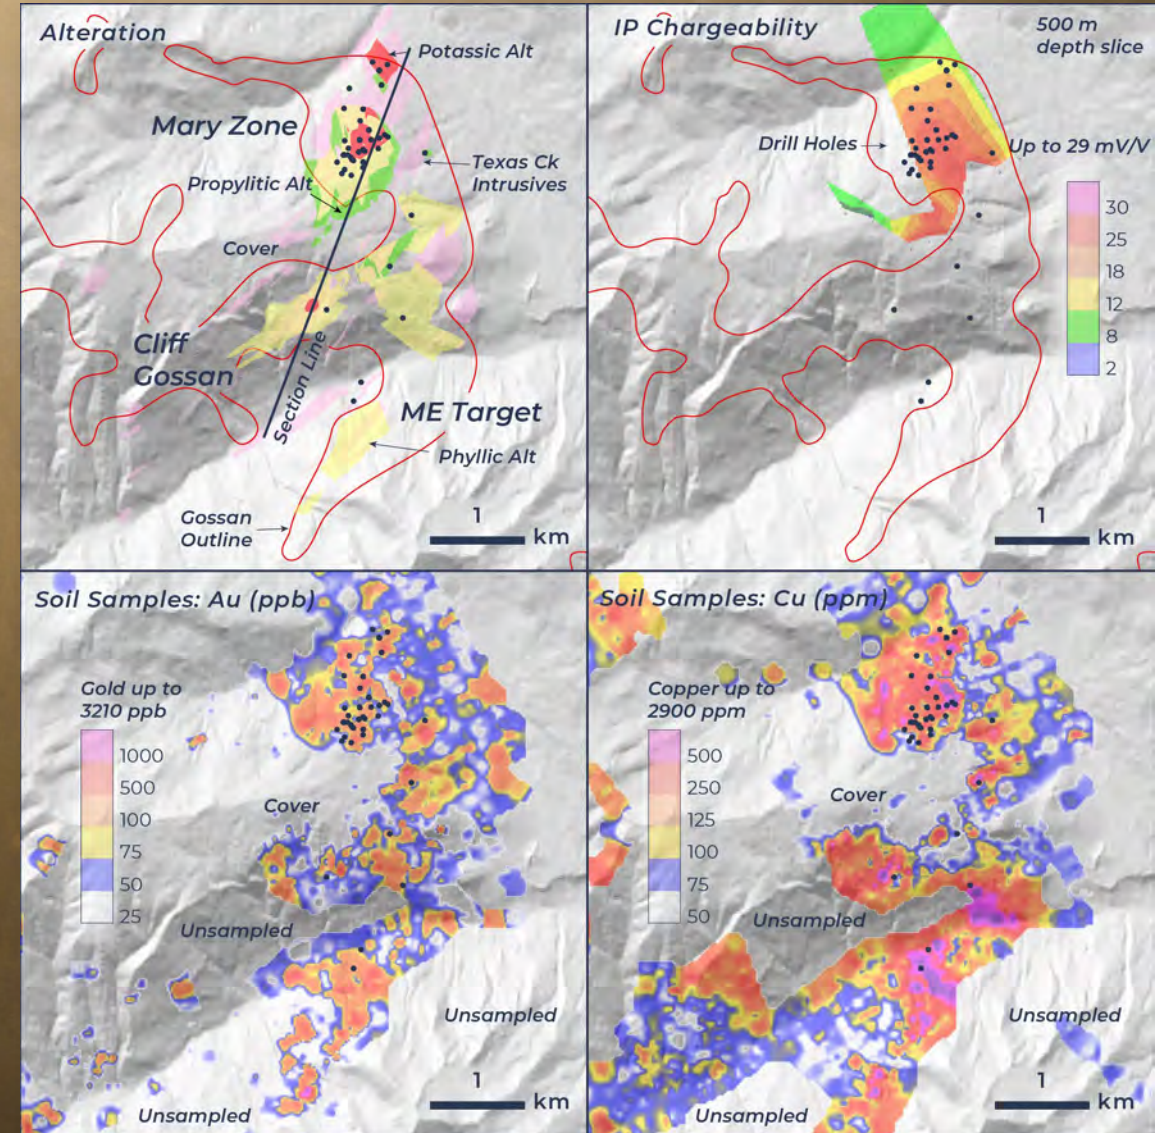 Alteration
Potassic Alt
Mary Zone
Texas Ck
Intrusives
Propylitic Alt
Cover
Cliff
Gossan
Section Line
ME Target
Phyllic Alt
Gossan
Outline
1
km
IP Chargeability
500 m
depth slice
Drill Holes
Up to 29 mV/V
30
25
18
12
8
2
1
km
Soil Samples: Au (ppb)
Gold up to
3210 ppb
1000
500
100
75
50
25
Cover
Unsampled
Unsampled
Unsampled
1
km
Soil Samples: Cu (ppm)
Copper up to
2900 ppm
500
250
125
100
75
50
Cover
Unsampled
Unsampled
Unsampled
1
km